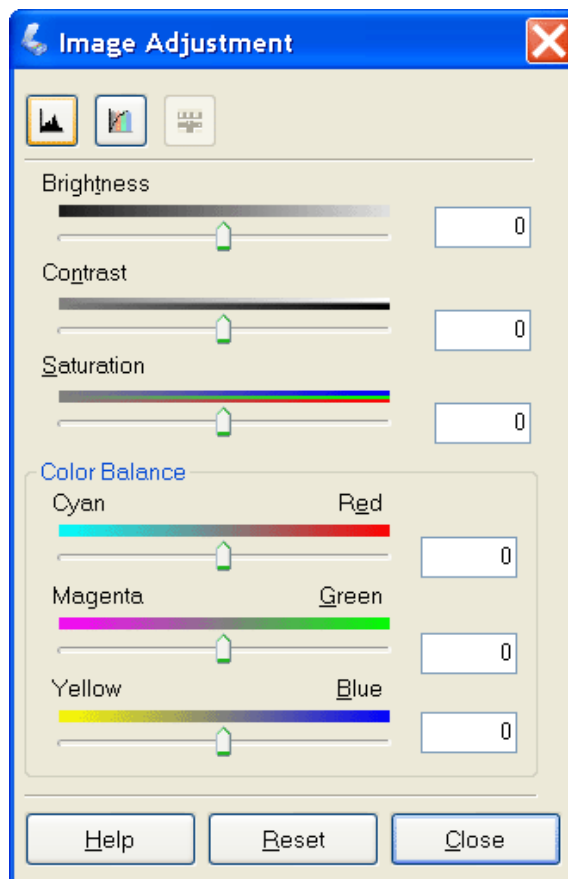 Image Adjustment
Brightness
0
Contrast
0
Saturation
0
Color Balance
Cyan Red
0
Magenta Green
0
Yellow Blue
0
Help Reset Close